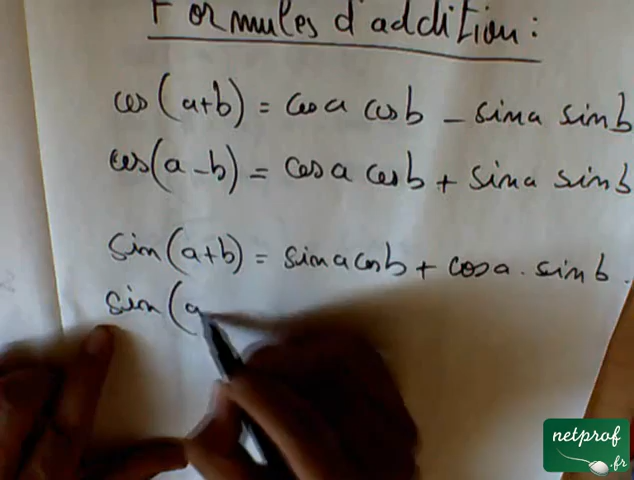 Formules d'addition:
cos(a+b) = cos a cos b - sin a sin b
cos(a-b) = cos a cos b + sin a sin b
sin(a+b) = sin a cos b + cos a . sin b .
sin(a
netprof
.fr